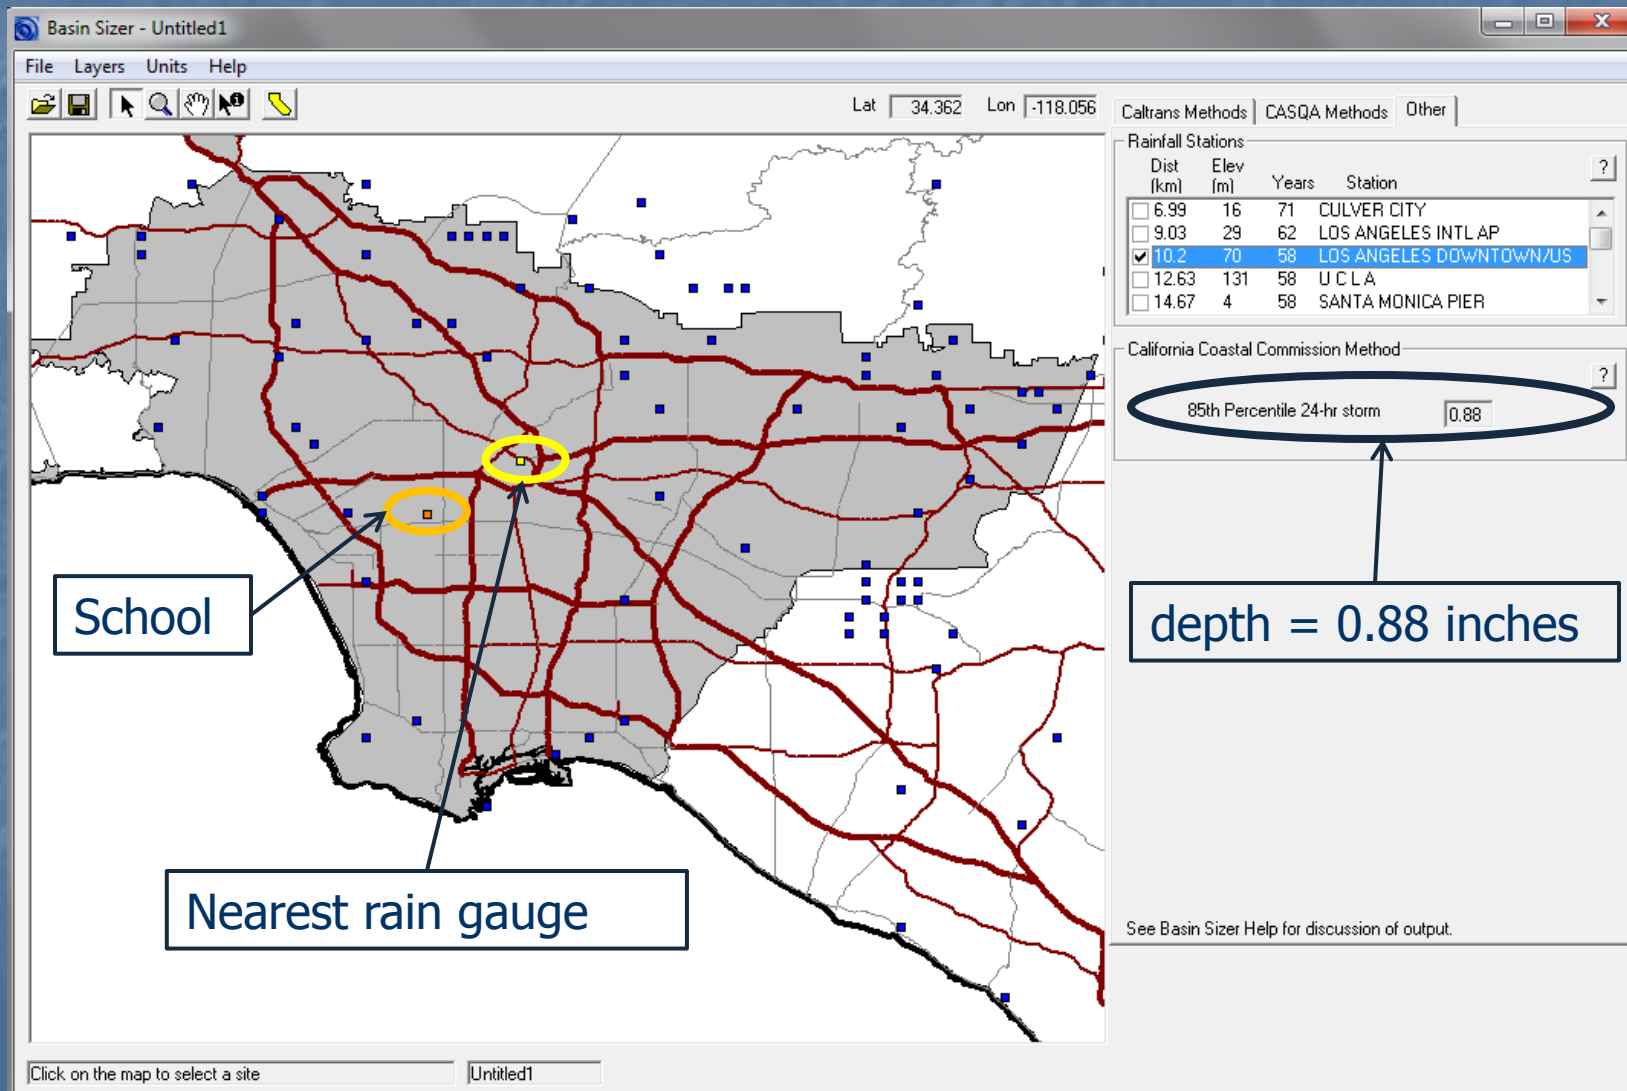 Basin Sizer - Untitled1
File Layers Units Help
Lat 34.362 Lon -118.056
Caltrans Methods CASQA Methods Other
Rainfall Stations
?
Dist (km) Elev (m) Years Station
6.99 16 71 CULVER CITY
9.03 29 62 LOS ANGELES INTL AP
10.2 70 58 LOS ANGELES DOWNTOWN/US
12.63 131 58 U C L A
14.67 4 58 SANTA MONICA PIER
California Coastal Commission Method
?
85th Percentile 24-hr storm 0.88
depth = 0.88 inches
School
Nearest rain gauge
See Basin Sizer Help for discussion of output.
Click on the map to select a site
Untitled1